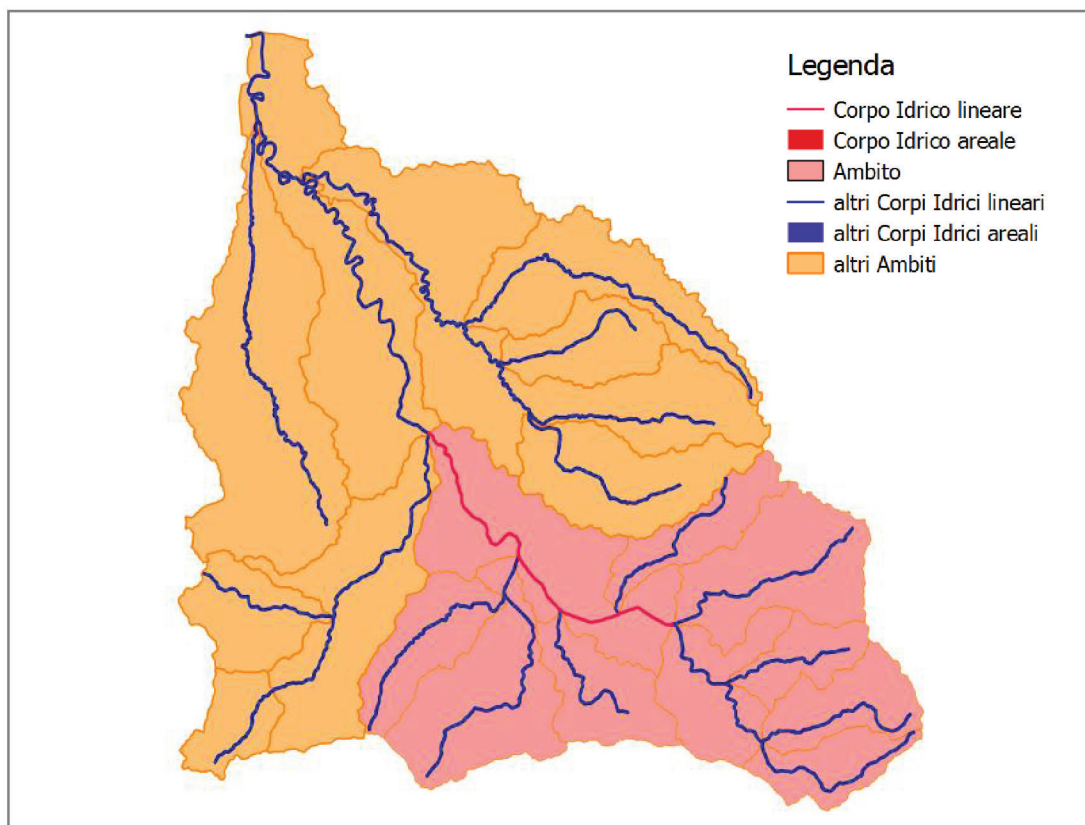 Legenda
Corpo Idrico lineare
Corpo Idrico areale
Ambito
altri Corpi Idrici lineari
altri Corpi Idrici areali
altri Ambiti